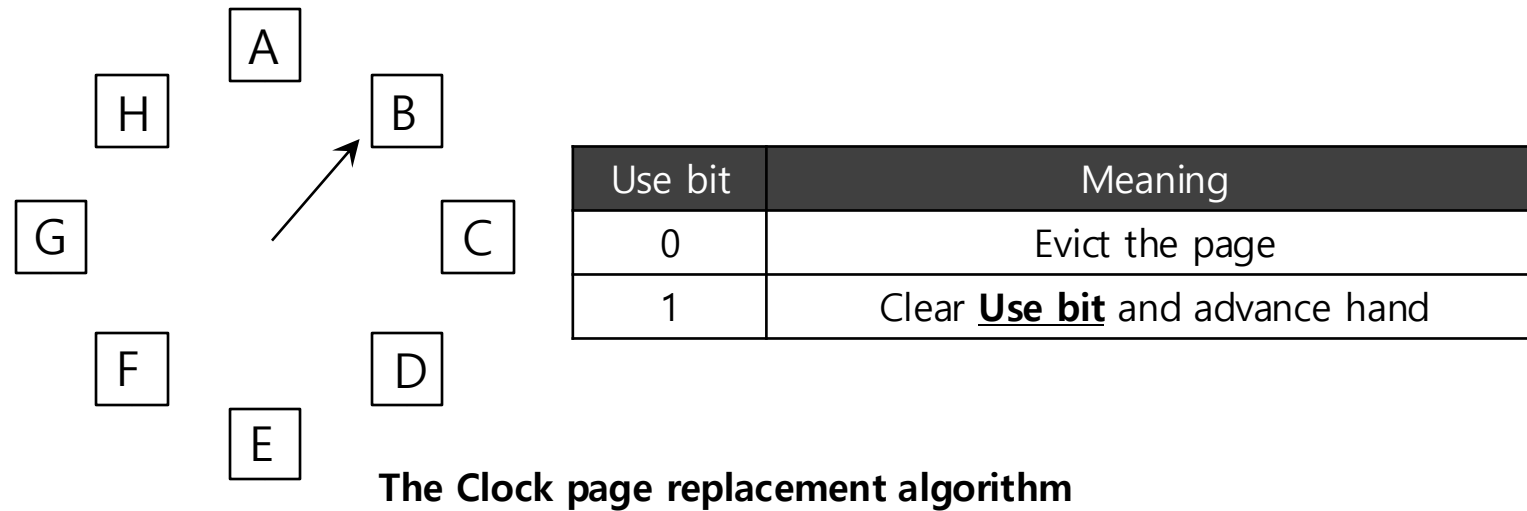 A
H
B
G
C
F
D
E
Use bit Meaning
0 Evict the page
1 Clear Use bit and advance hand
The Clock page replacement algorithm